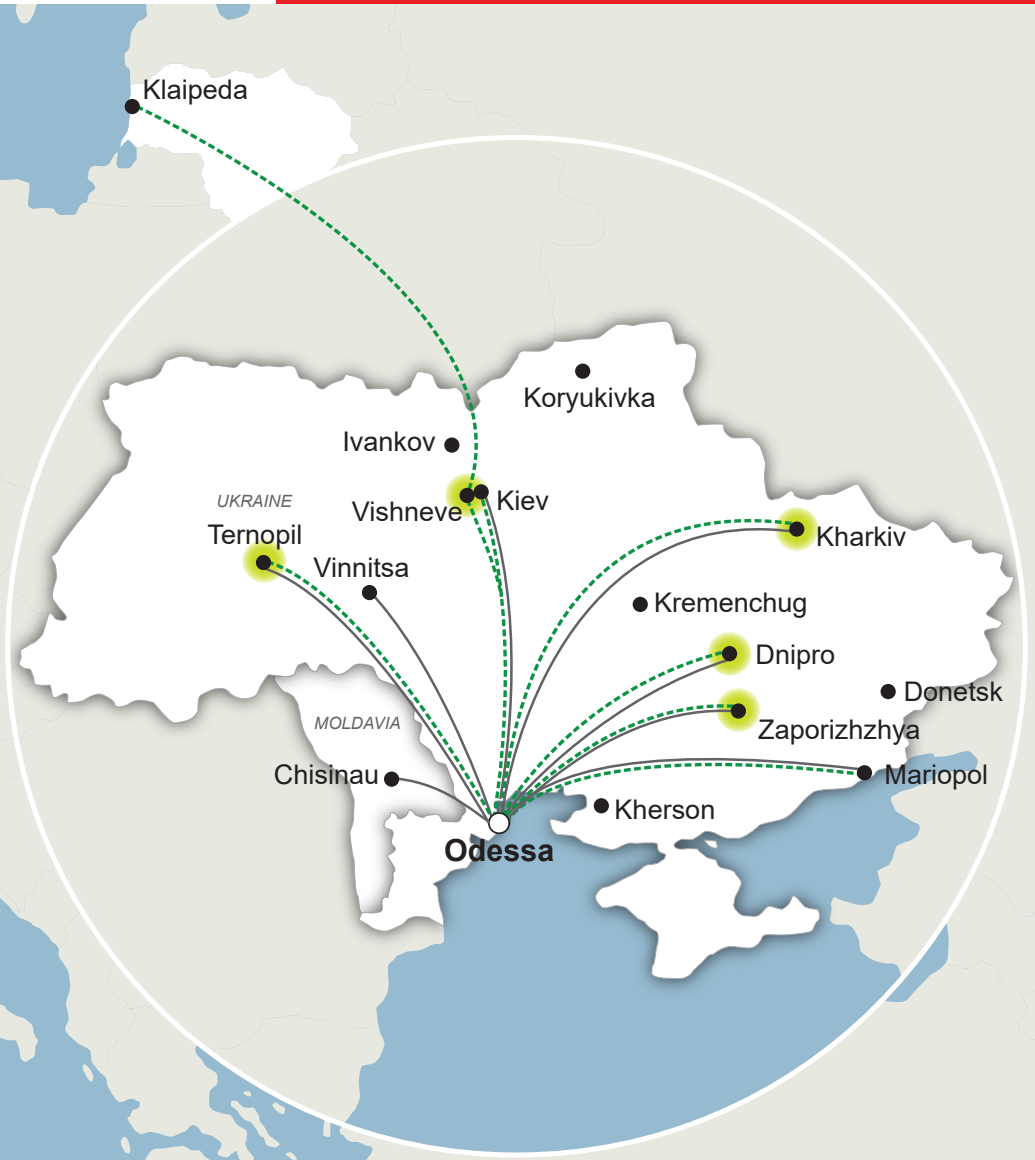 Klaipeda
Koryukivka
Ivankov
UKRAINE
Vishneve
Kiev
Ternopil
Kharkiv
Vinnitsa
Kremenchug
Dnipro
Donetsk
MOLDAVIA
Zaporizhzhya
Chisinau
Mariopol
Kherson
Odessa